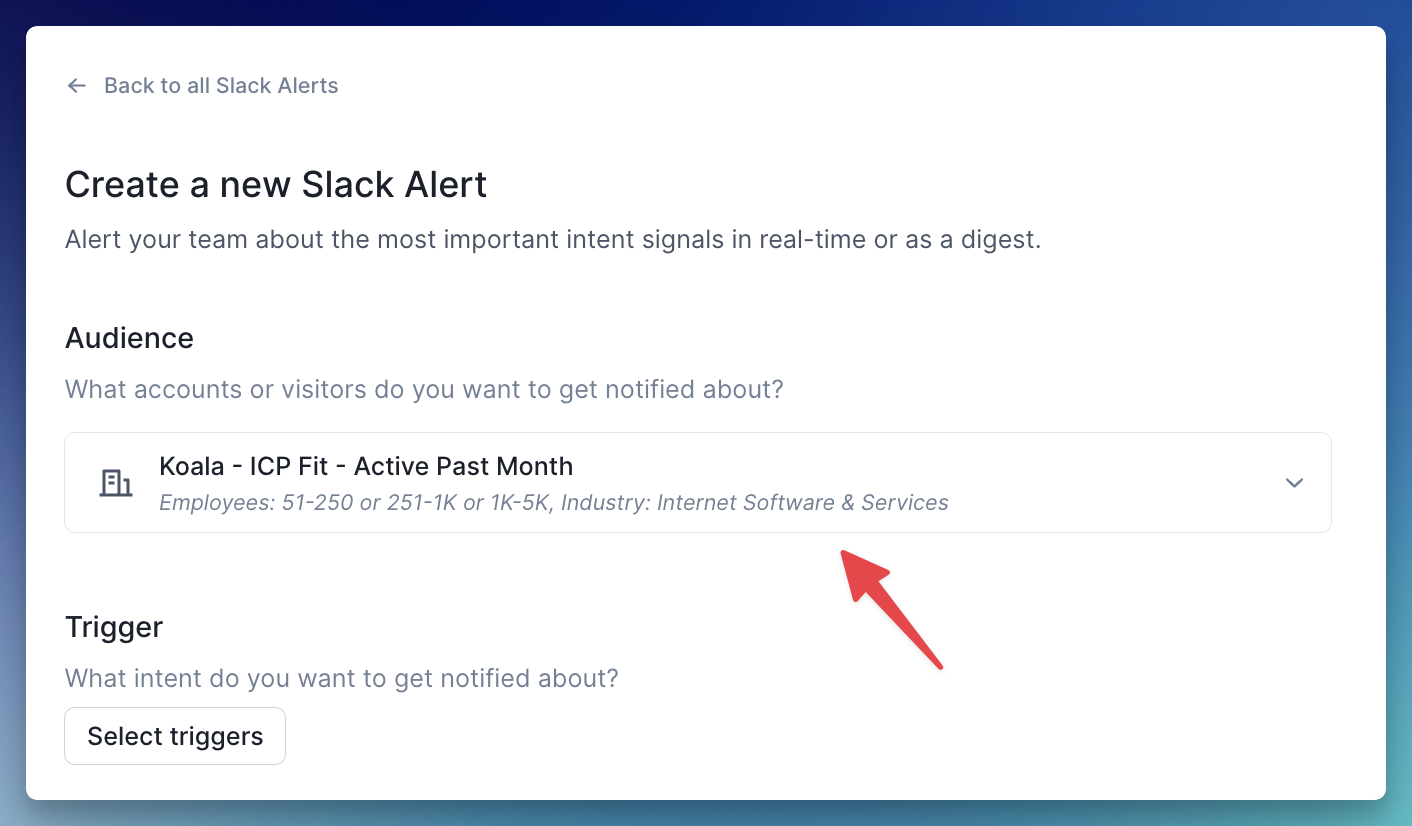 Back to all Slack Alerts
Create a new Slack Alert
Alert your team about the most important intent signals in real-time or as a digest.
Audience
What accounts or visitors do you want to get notified about?
Koala - ICP Fit - Active Past Month
Employees: 51-250 or 251-1K or 1K-5K, Industry: Internet Software & Services
Trigger
What intent do you want to get notified about?
Select triggers